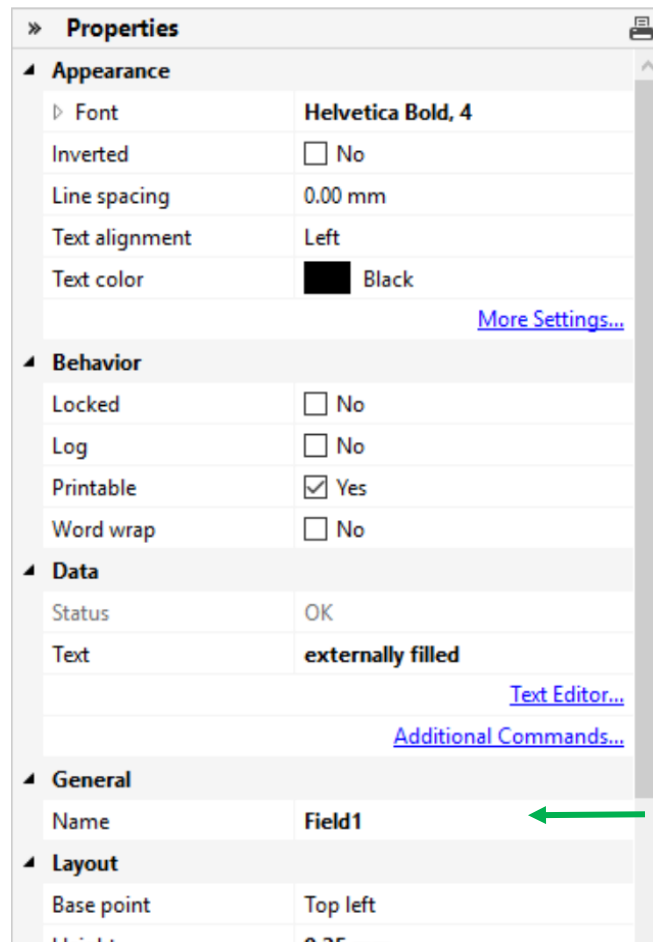 » Properties
Appearance
Font Helvetica Bold, 4
Inverted No
Line spacing 0.00 mm
Text alignment Left
Text color Black
More Settings...
Behavior
Locked No
Log No
Printable Yes
Word wrap No
Data
Status OK
Text externally filled
Text Editor...
Additional Commands...
General
Name Field1
Layout
Base point Top left